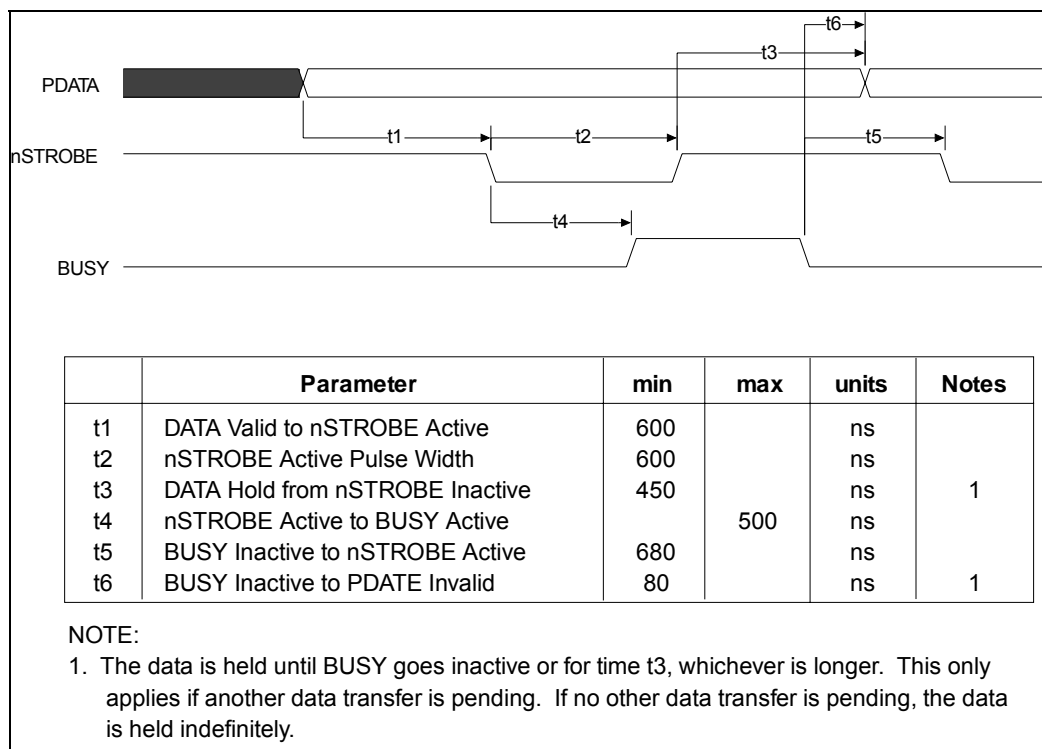 t6
t3
PDATA
t1
t2
t5
nSTROBE
t4
BUSY
Parameter min max units Notes
t1 DATA Valid to nSTROBE Active 600 ns
t2 nSTROBE Active Pulse Width 600 ns
t3 DATA Hold from nSTROBE Inactive 450 ns 1
t4 nSTROBE Active to BUSY Active 500 ns
t5 BUSY Inactive to nSTROBE Active 680 ns
t6 BUSY Inactive to PDATE Invalid 80 ns 1
NOTE:
1. The data is held until BUSY goes inactive or for time t3, whichever is longer. This only
applies if another data transfer is pending. If no other data transfer is pending, the data
is held indefinitely.